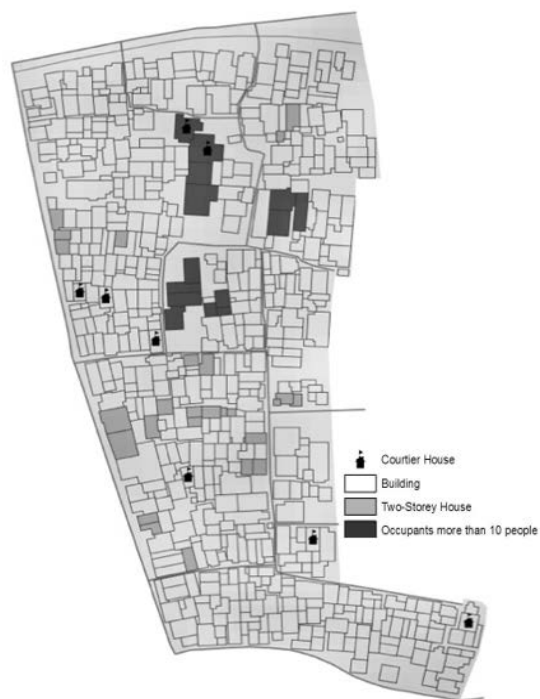 Courtier House
Building
Two-Storey House
Occupants more than 10 people